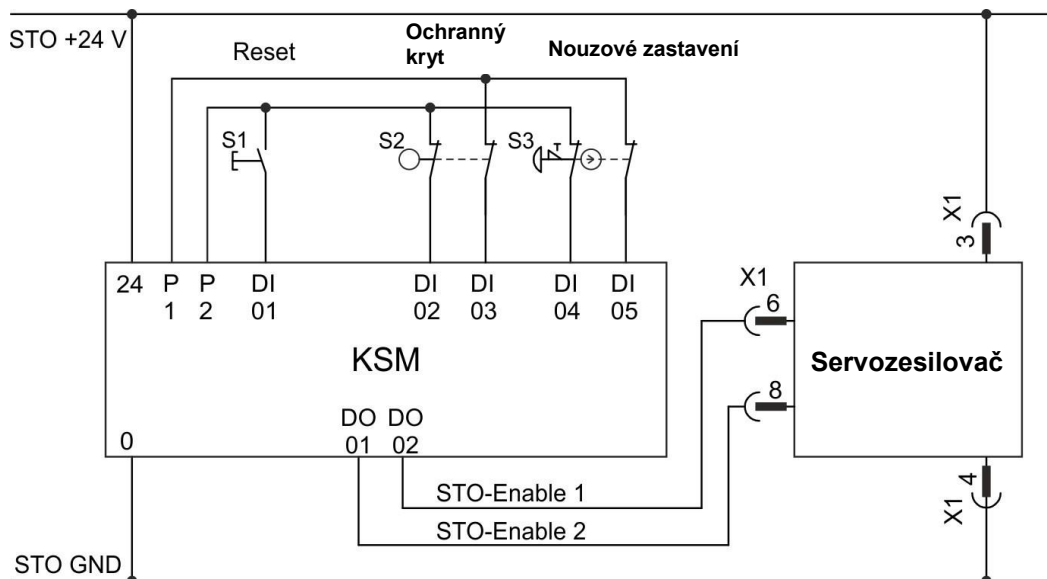 STO +24 V
Reset
Ochranný
kryt
Nouzové zastavení
S1
S2
S3
X1
3
24 P P DI DI DI DI DI
1 2 01 02 03 04 05
X1
6
KSM
Servozesilovač
8
DO DO
0 01 02
4
X1
STO-Enable 1
STO-Enable 2
STO GND